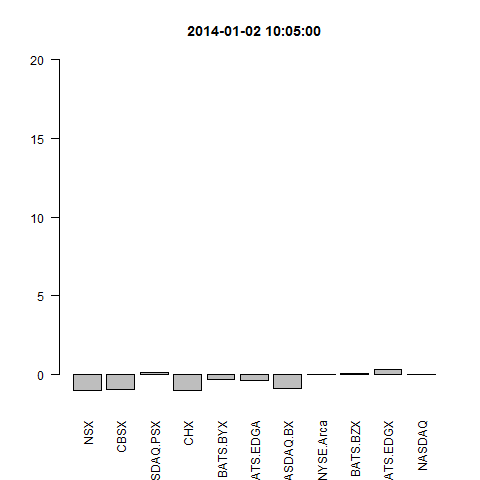 2014-01-02 10:05:00
20
15
10
5
0
NSX
CBSX
SDAQ.PSX
CHX
BATS.BYX
ATS.EDGA
ASDAQ.BX
NYSE.Arca
BATS.BZX
ATS.EDGX
NASDAQ